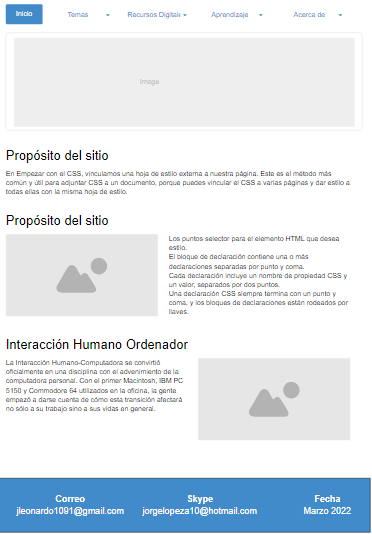 Inicio
Temas
Recursos Digitales
Aprendizaje
Acerca de
Image
Propósito del sitio
En Empezar con el CSS, vinculamos una hoja de estilo externa a nuestra página. Este es el método más
común y útil para adjuntar CSS a un documento, porque puedes vincular el CSS a varias páginas y dar estilo a
todas ellas con la misma hoja de estilo.
Propósito del sitio
Los puntos selector para el elemento HTML que desea
estilo.
El bloque de declaración contiene una o más
declaraciones separadas por punto y coma.
Cada declaración incluye un nombre de propiedad CSS y
un valor, separados por dos puntos.
Una declaración CSS siempre termina con un punto y
coma, y los bloques de declaraciones están rodeados por
llaves.
Interacción Humano Ordenador
La Interacción Humano-Computadora se convirtió
oficialmente en una disciplina con el advenimiento de la
computadora personal. Con el primer Macintosh, IBM PC
5150 y Commodore 64 utilizados en la oficina, la gente
empezó a darse cuenta de cómo esta transición afectará
no sólo a su trabajo sino a sus vidas en general.
Correo
jleonardo1091@gmail.com
Skype
jorgelopeza10@hotmail.com
Fecha
Marzo 2022